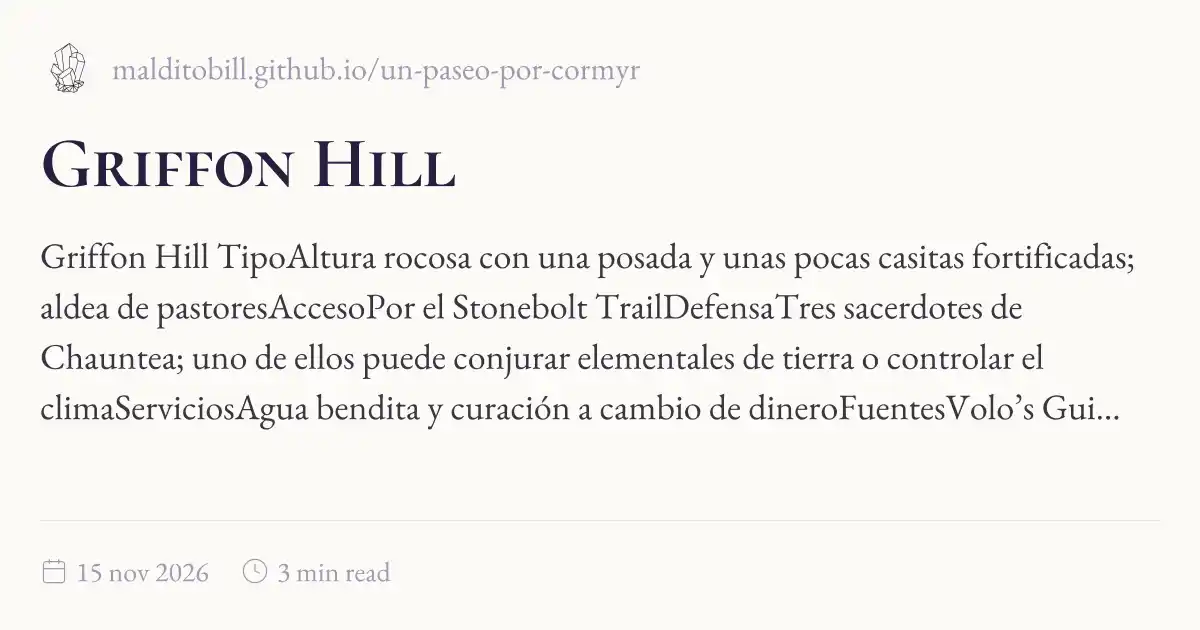 malditobill.github.io/un-paseo-por-cormyr
Griffon Hill
Griffon Hill TipoAltura rocosa con una posada y unas pocas casitas fortificadas;
aldea de pastoresAccesoPor el Stonebolt TrailDefensaTres sacerdotes de
Chauntea; uno de ellos puede conjurar elementales de tierra o controlar el
climaServiciosAgua bendita y curación a cambio de dineroFuentesVolo’s Gui...
15 nov 2026 3 min read